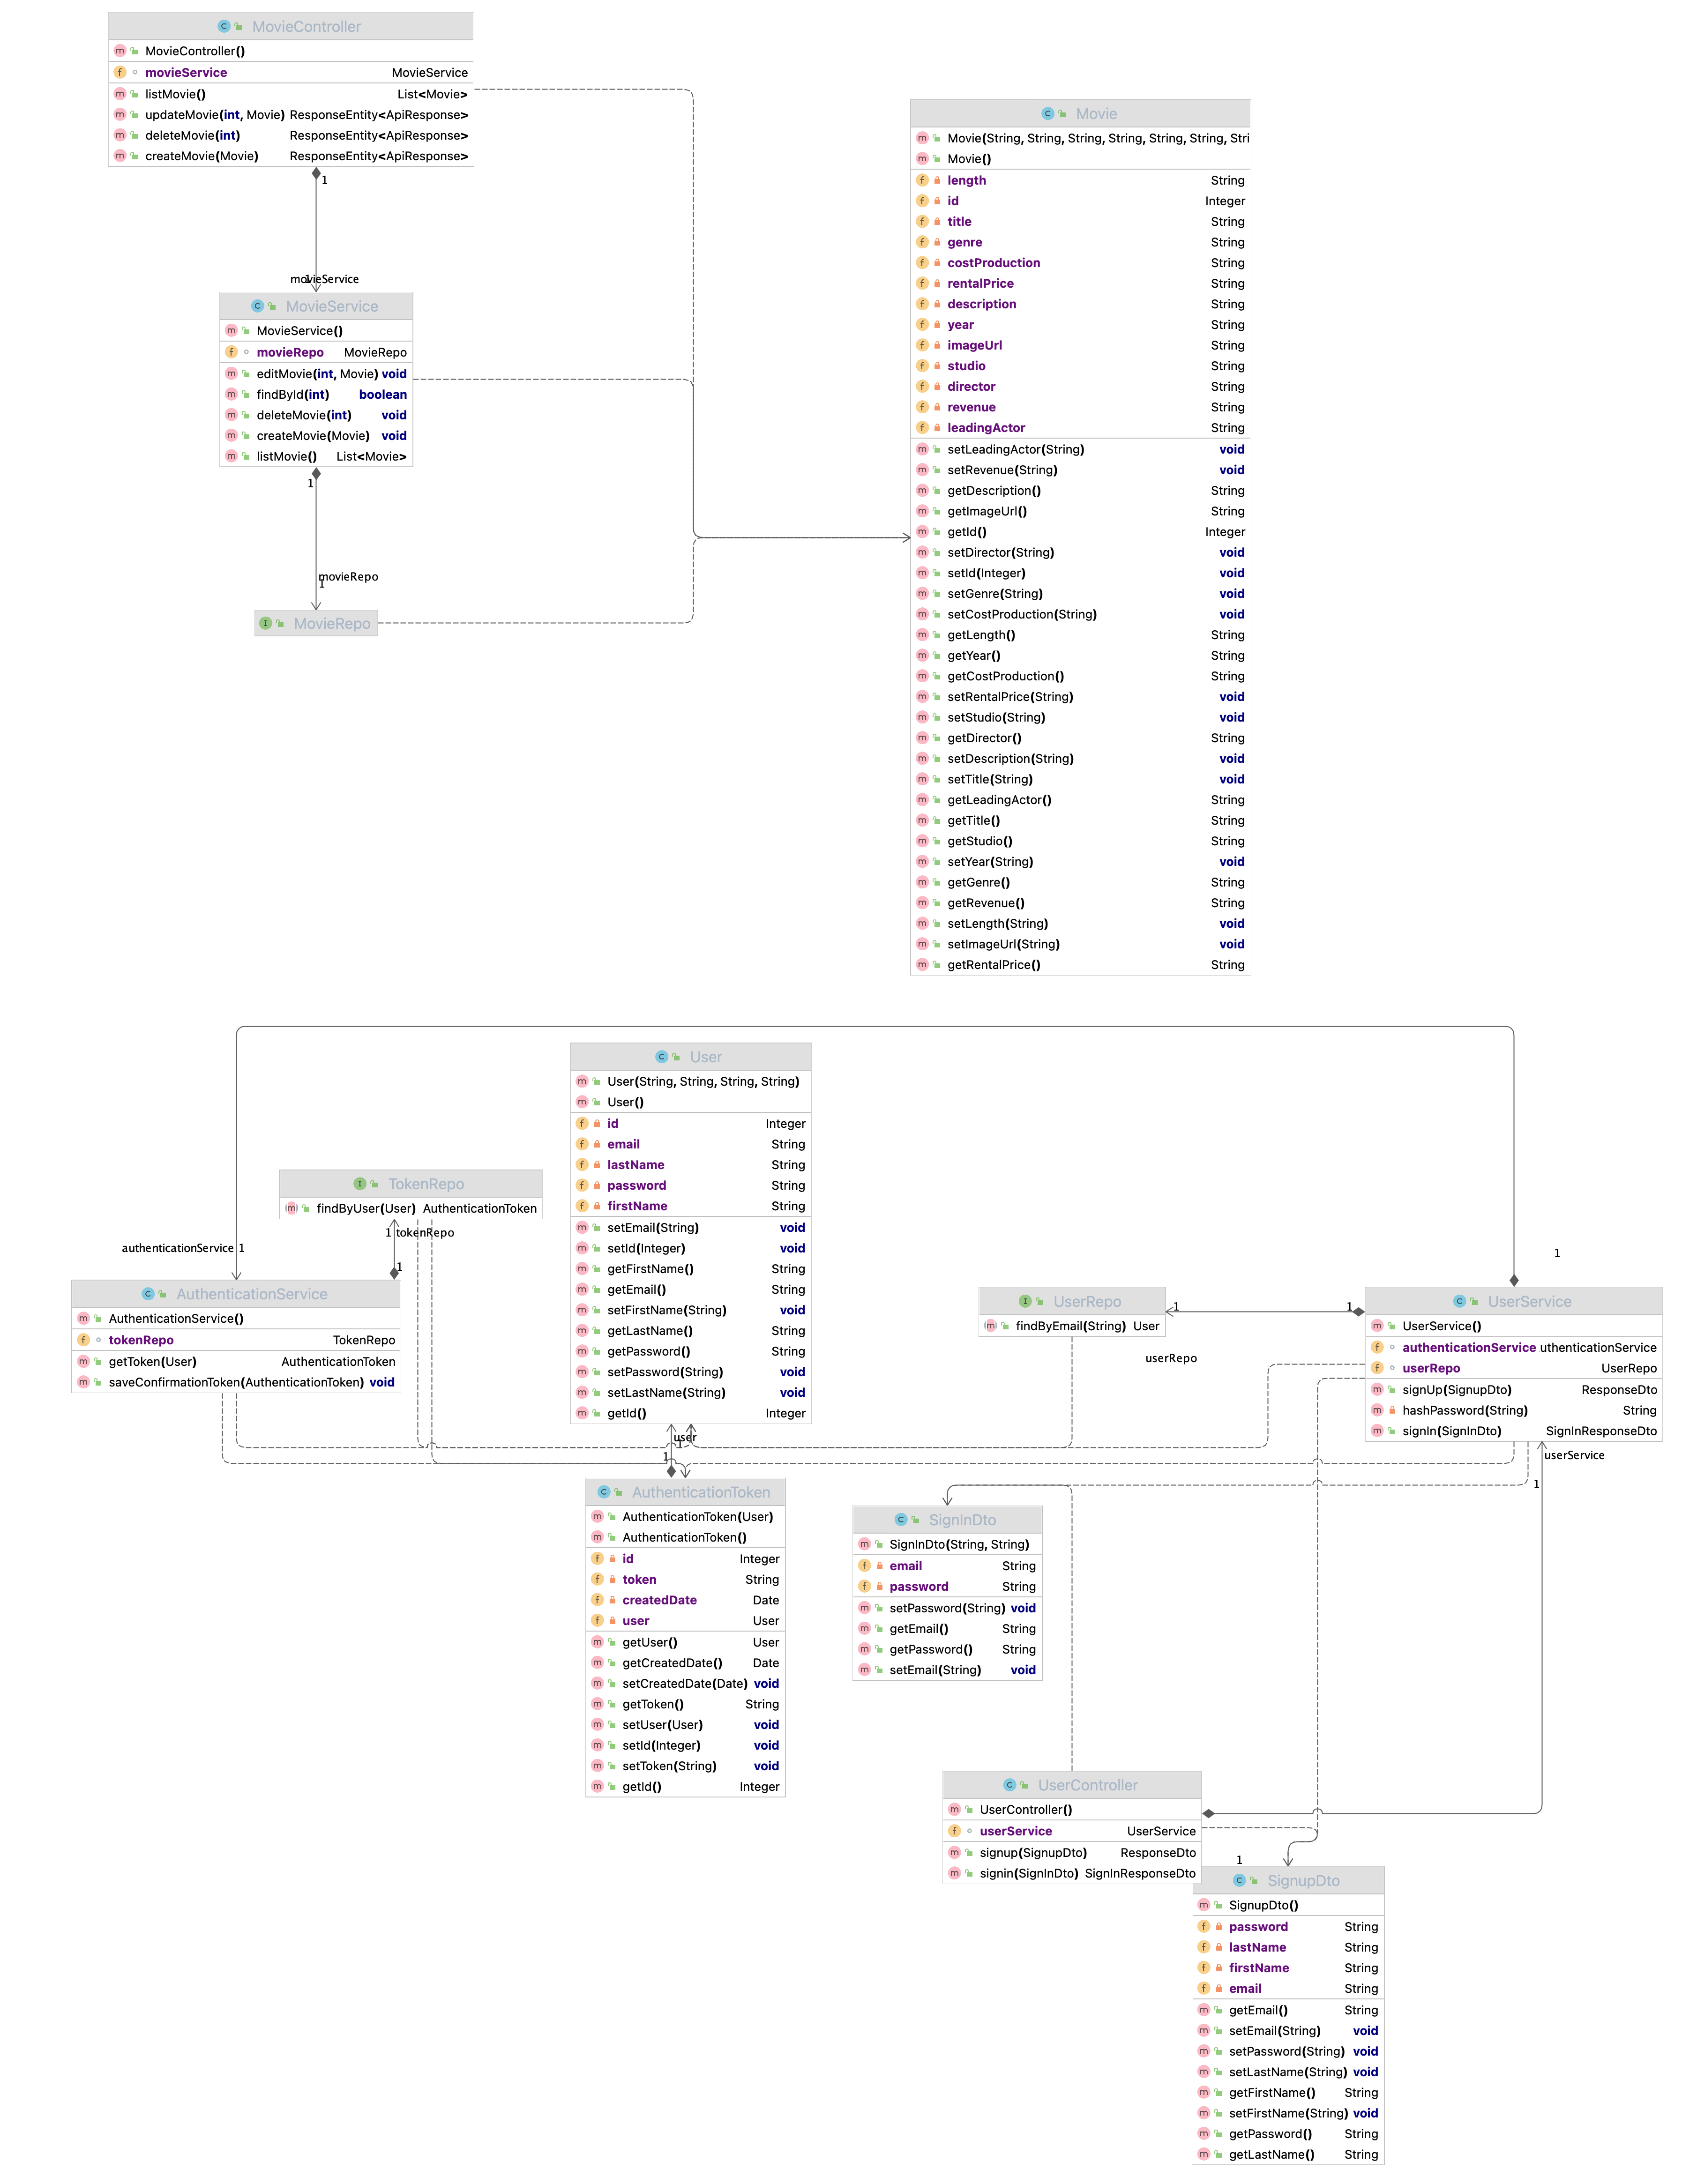 MovieController
MovieController()
movieService MovieService
listMovie() List<Movie>
updateMovie(int, Movie) ResponseEntity<ApiResponse>
deleteMovie(int) ResponseEntity<ApiResponse>
createMovie(Movie) ResponseEntity<ApiResponse>
1
movieService
1
MovieService
MovieService()
movieRepo MovieRepo
editMovie(int, Movie) void
findById(int) boolean
deleteMovie(int) void
createMovie(Movie) void
listMovie() List<Movie>
1
movieRepo
1
MovieRepo
Movie
Movie(String, String, String, String, String, String, Stri
Movie()
length String
id Integer
title String
genre String
costProduction String
rentalPrice String
description String
year String
imageUrl String
studio String
director String
revenue String
leadingActor String
setLeadingActor(String) void
setRevenue(String) void
getDescription() String
getImageUrl() String
getId() Integer
setDirector(String) void
setId(Integer) void
setGenre(String) void
setCostProduction(String) void
getLength() String
getYear() String
getCostProduction() String
setRentalPrice(String) void
setStudio(String) void
getDirector() String
setDescription(String) void
setTitle(String) void
getLeadingActor() String
getTitle() String
getStudio() String
setYear(String) void
getGenre() String
getRevenue() String
setLength(String) void
setImageUrl(String) void
getRentalPrice() String
User
User(String, String, String, String)
User()
id Integer
email String
lastName String
password String
firstName String
setEmail(String) void
setId(Integer) void
getFirstName() String
getEmail() String
setFirstName(String) void
getLastName() String
getPassword() String
setPassword(String) void
setLastName(String) void
getId() Integer
TokenRepo
findByUser(User) AuthenticationToken
1 tokenRepo
1
authenticationService 1
AuthenticationService
AuthenticationService()
tokenRepo TokenRepo
getToken(User) AuthenticationToken
saveConfirmationToken(AuthenticationToken) void
UserRepo
findByEmail(String) User
1
1
userRepo
1
UserService
UserService()
authenticationService uthenticationService
userRepo UserRepo
signUp(SignupDto) ResponseDto
hashPassword(String) String
signIn(SignInDto) SignInResponseDto
userService
1
user
1
1
AuthenticationToken
AuthenticationToken(User)
AuthenticationToken()
id Integer
token String
createdDate Date
user User
getUser() User
getCreatedDate() Date
setCreatedDate(Date) void
getToken() String
setUser(User) void
setId(Integer) void
setToken(String) void
getId() Integer
SignInDto
SignInDto(String, String)
email String
password String
setPassword(String) void
getEmail() String
getPassword() String
setEmail(String) void
UserController
UserController()
userService UserService
signup(SignupDto) ResponseDto
signin(SignInDto) SignInResponseDto
1
SignupDto
SignupDto()
password String
lastName String
firstName String
email String
getEmail() String
setEmail(String) void
setPassword(String) void
setLastName(String) void
getFirstName() String
setFirstName(String) void
getPassword() String
getLastName() String